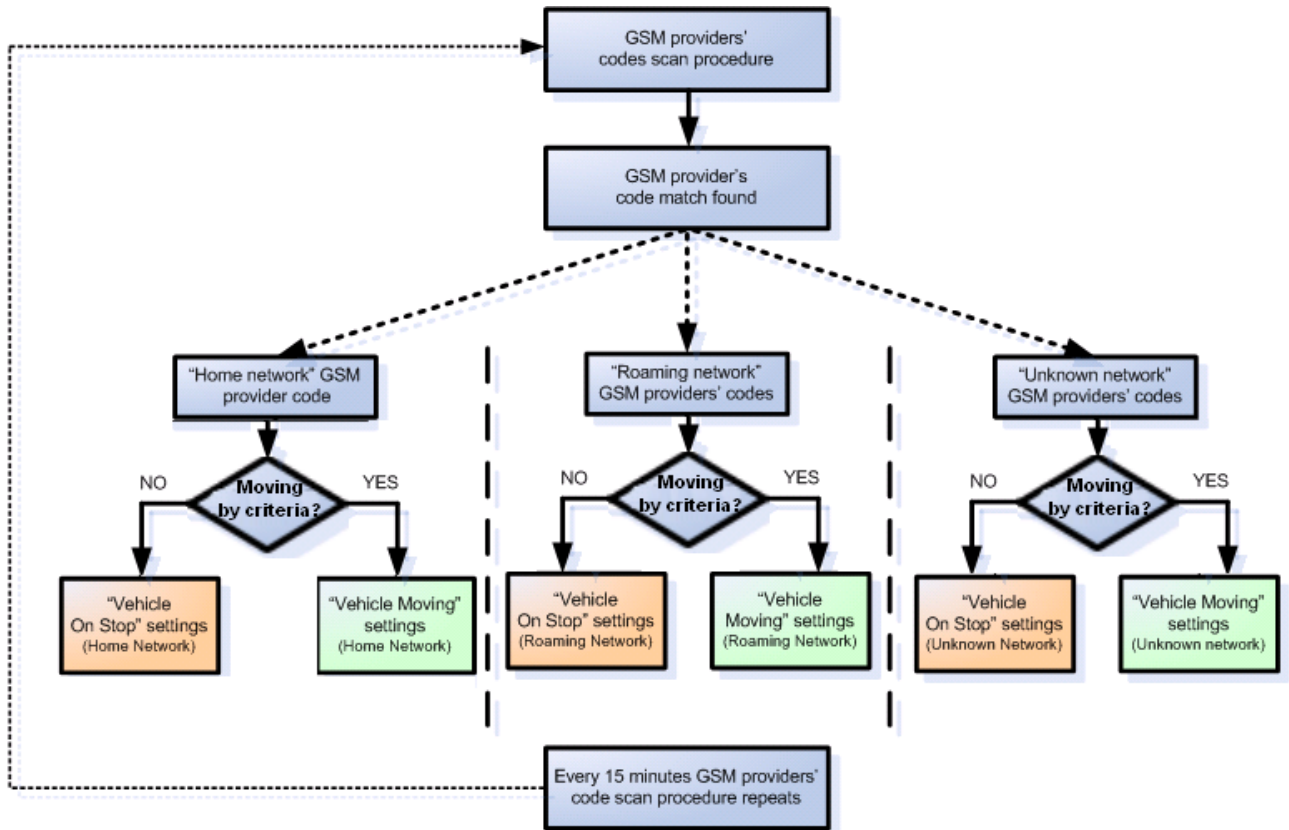 GSM providers'
codes scan procedure
GSM provider's
code match found
“Home network” GSM
provider code
“Roaming network”
GSM providers' codes
“Unknown network”
GSM providers' codes
NO
Moving
by criteria?
YES
NO
Moving
by criteria?
YES
NO
Moving
by criteria?
YES
“Vehicle
On Stop” settings
(Home Network)
“Vehicle Moving”
settings
(Home Network)
“Vehicle
On Stop” settings
(Roaming Network)
“Vehicle
Moving” settings
(Roaming Network)
“Vehicle
On Stop” settings
(Unknown Network)
“Vehicle Moving”
settings
(Unknown network)
Every 15 minutes GSM providers'
code scan procedure repeats